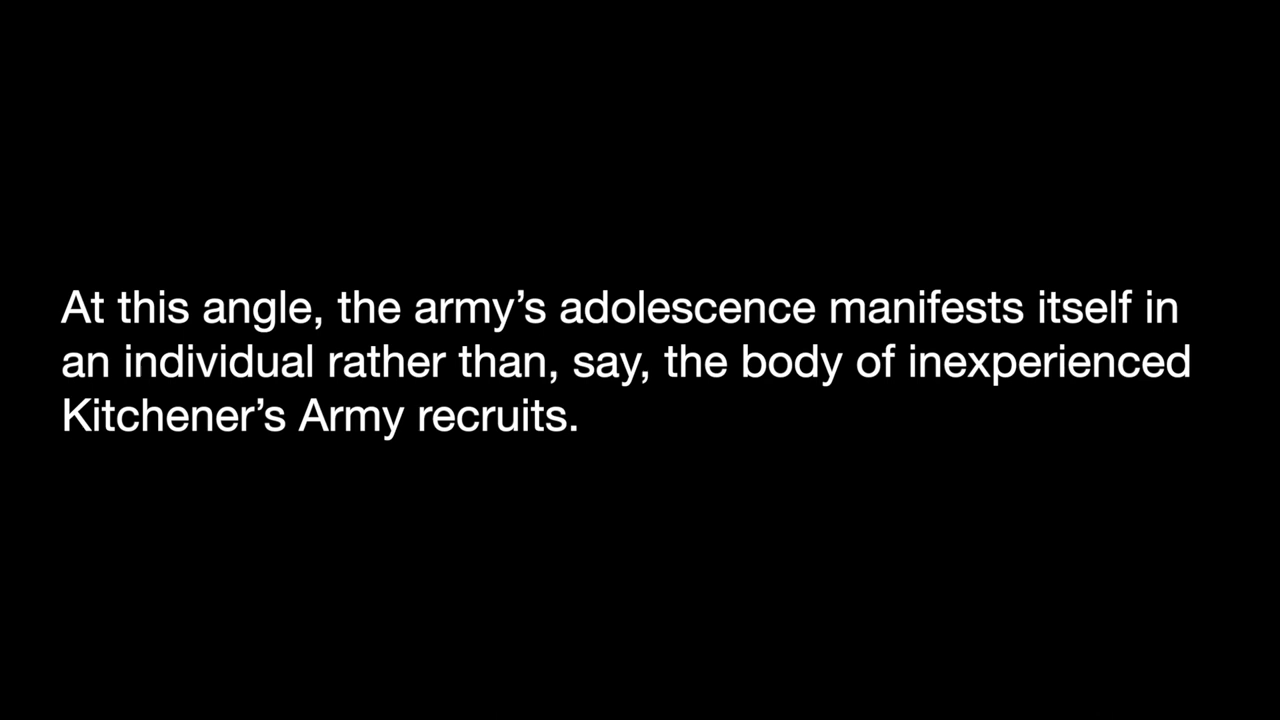 At this angle, the army’s adolescence manifests itself in
an individual rather than, say, the body of inexperienced
Kitchener’s Army recruits.